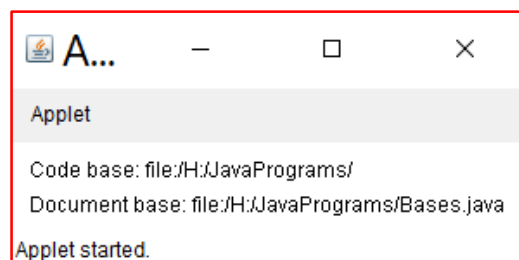 A...
Applet
Code base: file:/H:/JavaPrograms/
Document base: file:/H:/JavaPrograms/Bases.java
Applet started.